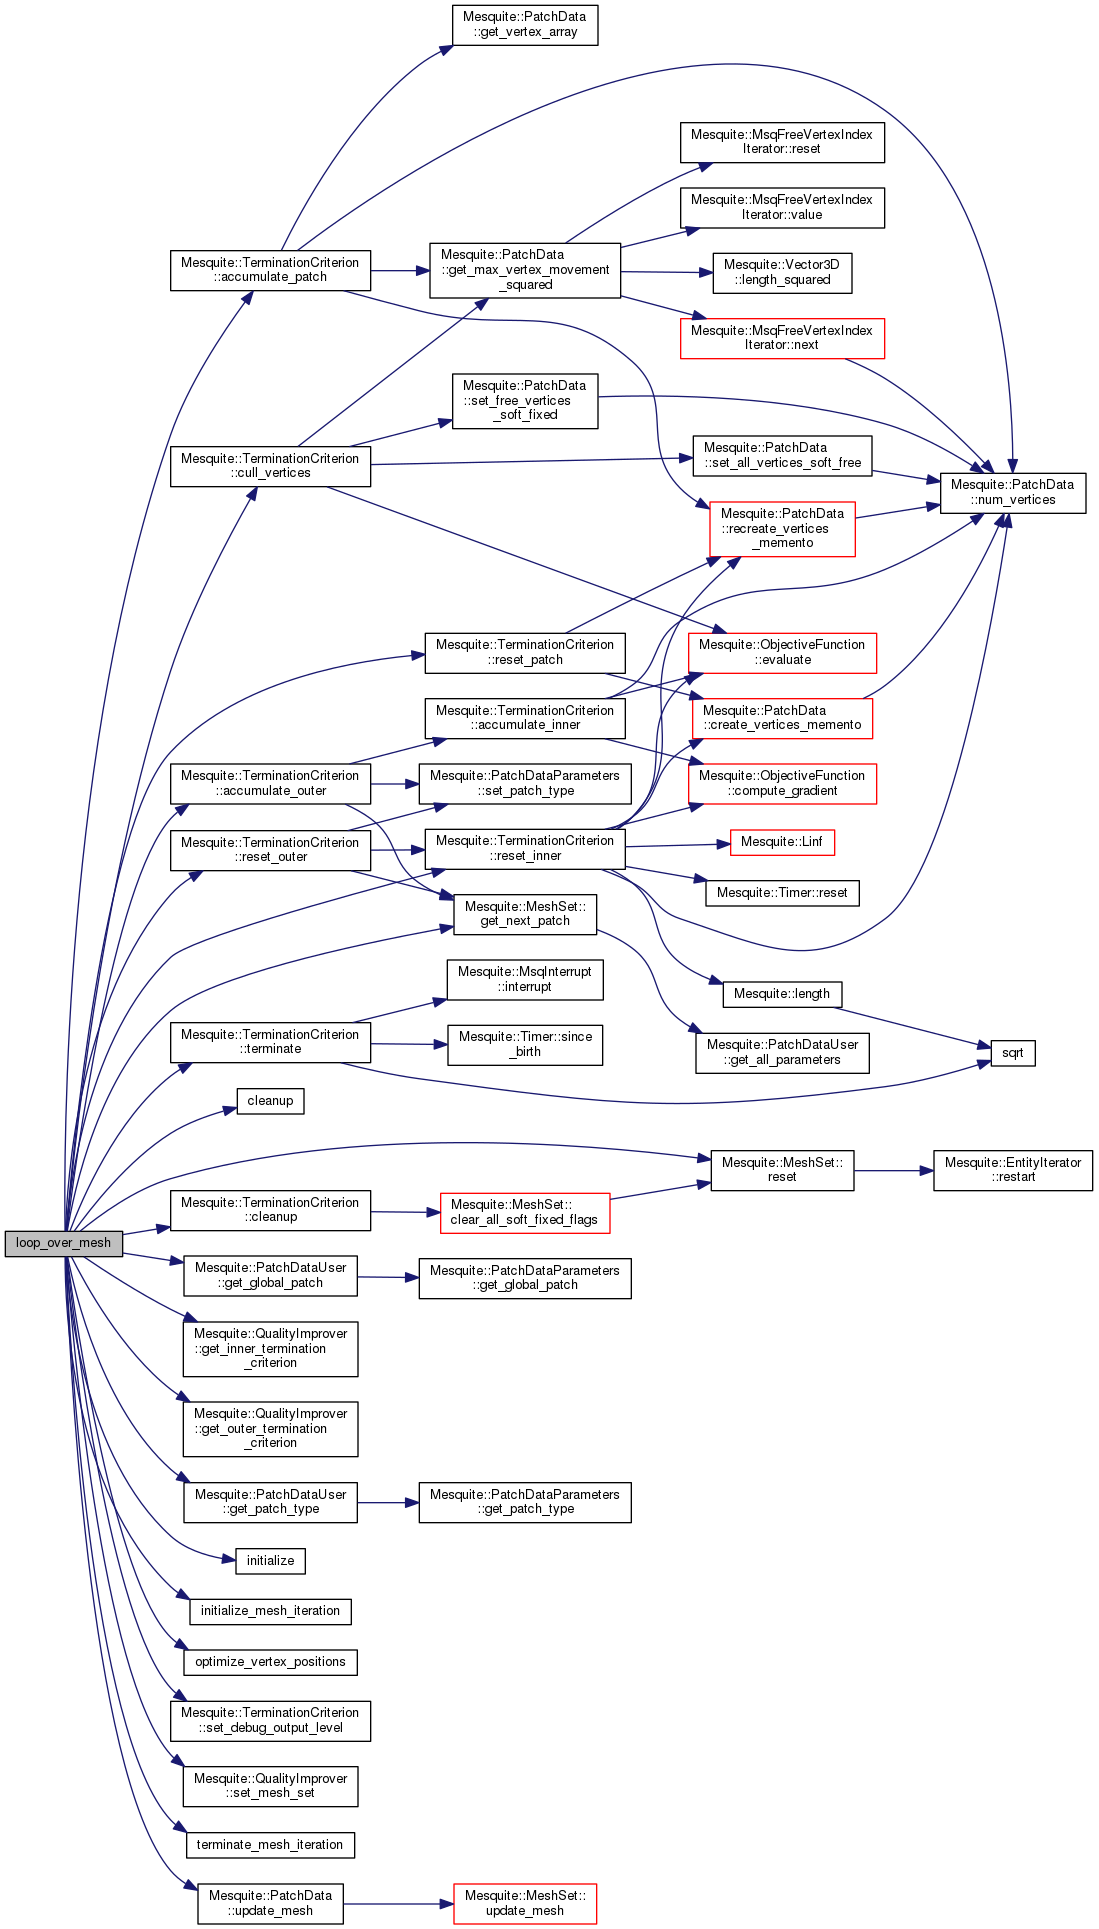 Mesquite::PatchData
::get_vertex_array
Mesquite::MsqFreeVertexIndex
Iterator::reset
Mesquite::MsqFreeVertexIndex
Iterator::value
Mesquite::TerminationCriterion
::accumulate_patch
Mesquite::PatchData
::get_max_vertex_movement
_squared
Mesquite::Vector3D
::length_squared
Mesquite::MsqFreeVertexIndex
Iterator::next
Mesquite::PatchData
::set_free_vertices
_soft_fixed
Mesquite::TerminationCriterion
::cull_vertices
Mesquite::PatchData
::set_all_vertices_soft_free
Mesquite::PatchData
::num_vertices
Mesquite::PatchData
::recreate_vertices
_memento
Mesquite::TerminationCriterion
::reset_patch
Mesquite::ObjectiveFunction
::evaluate
Mesquite::TerminationCriterion
::accumulate_inner
Mesquite::PatchData
::create_vertices_memento
Mesquite::TerminationCriterion
::accumulate_outer
Mesquite::PatchDataParameters
::set_patch_type
Mesquite::ObjectiveFunction
::compute_gradient
Mesquite::TerminationCriterion
::reset_outer
Mesquite::TerminationCriterion
::reset_inner
Mesquite::Linf
Mesquite::Timer::reset
Mesquite::MeshSet::
get_next_patch
Mesquite::MsqInterrupt
::interrupt
Mesquite::length
Mesquite::TerminationCriterion
::terminate
Mesquite::Timer::since
_birth
Mesquite::PatchDataUser
::get_all_parameters
sqrt
cleanup
Mesquite::MeshSet::
reset
Mesquite::EntityIterator
::restart
Mesquite::TerminationCriterion
::cleanup
Mesquite::MeshSet::
clear_all_soft_fixed_flags
loop_over_mesh
Mesquite::PatchDataUser
::get_global_patch
Mesquite::PatchDataParameters
::get_global_patch
Mesquite::QualityImprover
::get_inner_termination
_criterion
Mesquite::QualityImprover
::get_outer_termination
_criterion
Mesquite::PatchDataUser
::get_patch_type
Mesquite::PatchDataParameters
::get_patch_type
initialize
initialize_mesh_iteration
optimize_vertex_positions
Mesquite::TerminationCriterion
::set_debug_output_level
Mesquite::QualityImprover
::set_mesh_set
terminate_mesh_iteration
Mesquite::PatchData
::update_mesh
Mesquite::MeshSet::
update_mesh